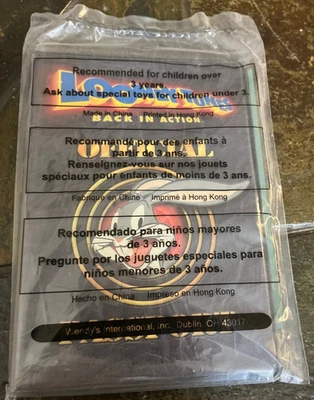 Recommended for children over
3 years.
Ask about special toys for children under 3.
LOONEY TUNES
Made in China Printed in Hong Kong
BACK IN ACTION
Recommandé pour des enfants à
partir de 3 ans.
Renseignez-vous sur nos jouets
spéciaux pour enfants de moins de 3 ans.
Fabriqué en Chine Imprimé à Hong Kong
Recomendado para niños mayores
de 3 años.
Pregunte por los juguetes especiales para
niños menores de 3 años.
Hecho en China Impreso en Hong Kong
Wendy's International, Inc. Dublin, OH 43017